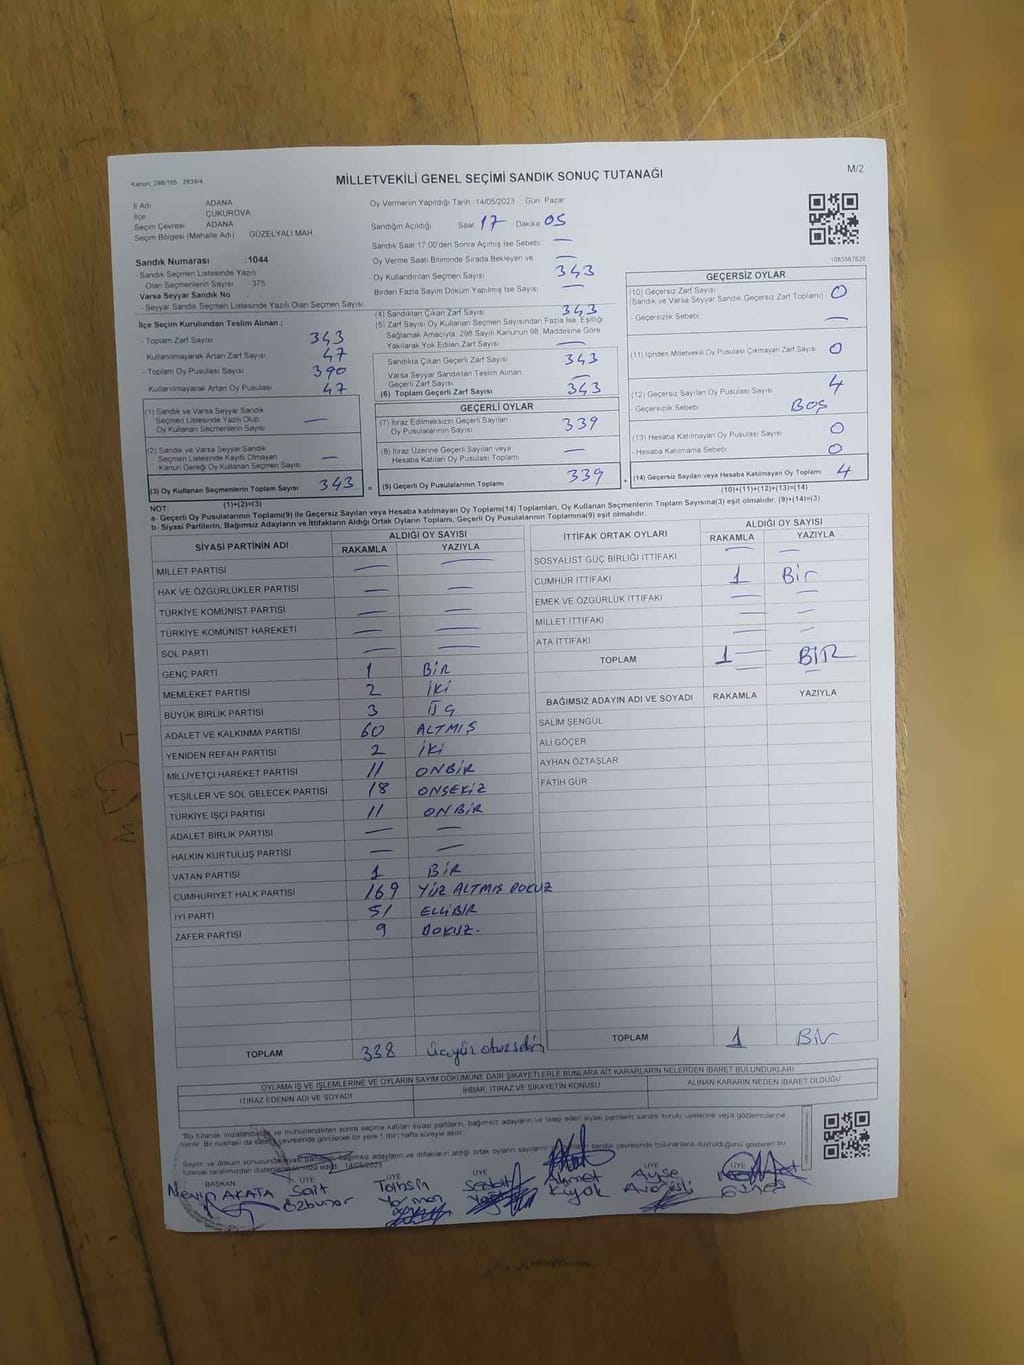 Kanun: 298/105 , 2839/4
MİLLETVEKİLİ GENEL SEÇİMİ SANDIK SONUÇ TUTANAĞI
M/2
İl Adı ADANA
İlçe ÇUKUROVA
Seçim Çevresi ADANA
Seçim Bölgesi (Mahalle Adı) GÜZELYALI MAH.
Oy Vermenin Yapıldığı Tarih :14/05/2023 Gün: Pazar
Sandığın Açıldığı Saat 17 Dakika 05
Sandık Saat 17:00'den Sonra Açılmış İse Sebebi —
Oy Verme Saati Bitiminde Sırada Bekleyen ve —
Oy Kullandırılan Seçmen Sayısı 343
Birden Fazla Sayım Döküm Yapılmış İse Sayısı —
1083567628
Sandık Numarası :1044
- Sandık Seçmen Listesinde Yazılı
Olan Seçmenlerin Sayısı : 375
Varsa Seyyar Sandık No :
- Seyyar Sandık Seçmen Listesinde Yazılı Olan Seçmen Sayısı
İlçe Seçim Kurulundan Teslim Alınan ;
- Toplam Zarf Sayısı 343
- Kullanılmayarak Artan Zarf Sayısı 47
- Toplam Oy Pusulası Sayısı 390
- Kullanılmayarak Artan Oy Pusulası 47
(1) Sandık ve Varsa Seyyar Sandık
Seçmen Listesinde Yazılı Olup
Oy Kullanan Seçmenlerin Sayısı —
(2) Sandık ve Varsa Seyyar Sandık
Seçmen Listesinde Kayıtlı Olmayan
Kanun Gereği Oy Kullanan Seçmen Sayısı —
(3) Oy Kullanan Seçmenlerin Toplam Sayısı 343 =
(1)+(2)=(3)
(4) Sandıktan Çıkan Zarf Sayısı 343
(5) Zarf Sayısı Oy Kullanan Seçmen Sayısından Fazla İse, Eşitliği
Sağlamak Amacıyla, 298 Sayılı Kanunun 98. Maddesine Göre
Yakılarak Yok Edilen Zarf Sayısı —
Sandıkta Çıkan Geçerli Zarf Sayısı 343
Varsa Seyyar Sandıktan Teslim Alınan
Geçerli Zarf Sayısı —
(6) Toplam Geçerli Zarf Sayısı 343
GEÇERLİ OYLAR
(7) İtiraz Edilmeksizin Geçerli Sayılan
Oy Pusulalarının Sayısı 339
(8) İtiraz Üzerine Geçerli Sayılan veya
Hesaba Katılan Oy Pusulası Toplamı —
(9) Geçerli Oy Pusulalarının Toplamı 339 +
GEÇERSİZ OYLAR
(10) Geçersiz Zarf Sayısı
(Sandık ve Varsa Seyyar Sandık Geçersiz Zarf Toplamı) 0
- Geçersizlik Sebebi —
(11) İçinden Milletvekili Oy Pusulası Çıkmayan Zarf Sayısı 0
(12) Geçersiz Sayılan Oy Pusulası Sayısı 4
- Geçersizlik Sebebi BOŞ
(13) Hesaba Katılmayan Oy Pusulası Sayısı 0
- Hesaba Katılmama Sebebi 0
(14) Geçersiz Sayılan veya Hesaba Katılmayan Oy Toplamı 4
(10)+(11)+(12)+(13)=(14)
NOT:
a- Geçerli Oy Pusulalarının Toplamı(9) ile Geçersiz Sayılan veya Hesaba Katılmayan Oy Toplamı(14) Toplamları, Oy Kullanan Seçmenlerin Toplam Sayısına(3) eşit olmalıdır. (9)+(14)=(3)
b- Siyasi Partilerin, Bağımsız Adayların ve İttifakların Aldığı Ortak Oyların Toplamı, Geçerli Oy Pusulalarının Toplamına(9) eşit olmalıdır.
SİYASİ PARTİNİN ADI ALDIĞI OY SAYISI
RAKAMLA YAZIYLA
MİLLET PARTİSİ — —
HAK VE ÖZGÜRLÜKLER PARTİSİ — —
TÜRKİYE KOMÜNİST PARTİSİ — —
TÜRKİYE KOMÜNİST HAREKETİ — —
SOL PARTİ — —
GENÇ PARTİ 1 BİR
MEMLEKET PARTİSİ 2 İKİ
BÜYÜK BİRLİK PARTİSİ 3 ÜÇ
ADALET VE KALKINMA PARTİSİ 60 ALTMIŞ
YENİDEN REFAH PARTİSİ 2 İKİ
MİLLİYETÇİ HAREKET PARTİSİ 11 ONBİR
YEŞİLLER VE SOL GELECEK PARTİSİ 18 ONSEKİZ
TÜRKİYE İŞÇİ PARTİSİ 11 ONBİR
ADALET BİRLİK PARTİSİ — —
HALKIN KURTULUŞ PARTİSİ — —
VATAN PARTİSİ 1 BİR
CUMHURİYET HALK PARTİSİ 169 YÜZ ALTMIŞ DOKUZ
İYİ PARTİ 51 ELLİBİR
ZAFER PARTİSİ 9 DOKUZ.
TOPLAM 338 üçyüzotuzsekiz
İTTİFAK ORTAK OYLARI ALDIĞI OY SAYISI
RAKAMLA YAZIYLA
SOSYALİST GÜÇ BİRLİĞİ İTTİFAKI — —
CUMHUR İTTİFAKI 1 Bir
EMEK VE ÖZGÜRLÜK İTTİFAKI — —
MİLLET İTTİFAKI — —
ATA İTTİFAKI — —
TOPLAM 1 BİR
BAĞIMSIZ ADAYIN ADI VE SOYADI RAKAMLA YAZIYLA
SALİM ŞENGÜL
ALİ GÖÇER
AYHAN ÖZTAŞLAR
FATİH GÜR
TOPLAM 1 Bir
OYLAMA İŞ VE İŞLEMLERİNE VE OYLARIN SAYIM DÖKÜMÜNE DAİR ŞİKAYETLERLE BUNLARA AİT KARARLARIN NELERDEN İBARET BULUNDUKLARI
İTİRAZ EDENİN ADI VE SOYADI İHBAR, İTİRAZ VE ŞİKAYETİN KONUSU ALINAN KARARIN NEDEN İBARET OLDUĞU
*Bu tutanak imzalandıktan ve mühürlendikten sonra seçime katılan siyasi partilerin, bağımsız adayların ve talep eden siyasi partilerin sandık kurulu üyelerine veya gözlemcilerine
verilir. Bir nüshası da sandık çevresinde görülecek bir yere 1 (bir) hafta süreyle asılır.
Sayım ve döküm sonucunda siyasi partilerin, bağımsız adayların ve ittifakların aldığı ortak oyların sayılarını sandık çevresinde bulunanlara duyrulduğunu gösteren bu
tutanak tarafımızdan düzenlenerek imza edildi. 14/05/2023
BAŞKAN ÜYE ÜYE ÜYE ÜYE ÜYE
AKATA Sait Tahsin Sedat Ahmet Ayşe
Özbunar Yaman Kıyak GÜNEŞ